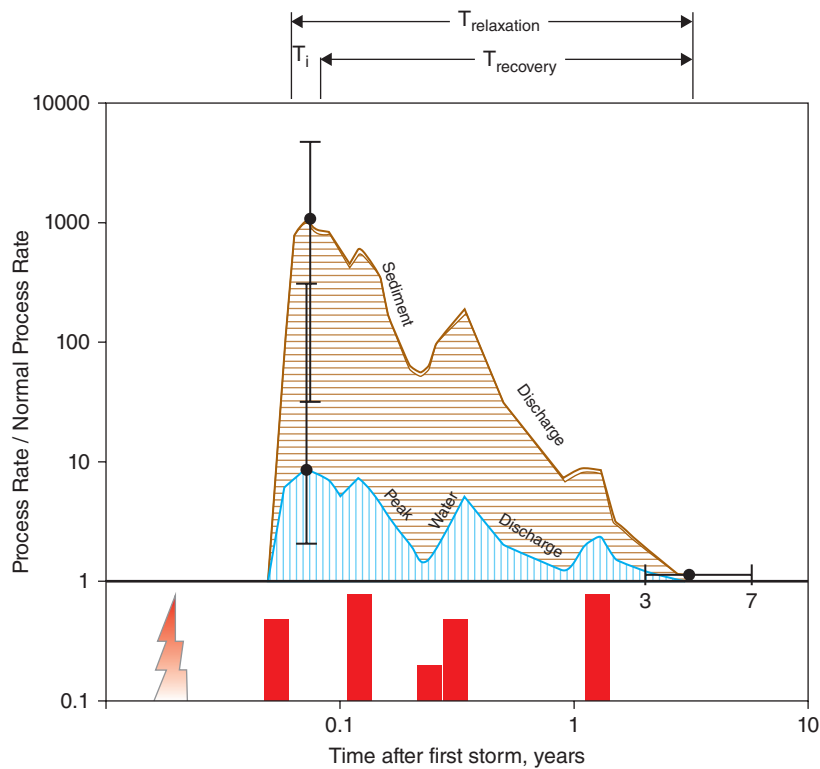 T_relaxation
T_i
T_recovery
10000
1000
100
10
1
0.1
Process Rate / Normal Process Rate
Sediment
Discharge
Peak
Water
Discharge
3
7
0.1
1
10
Time after first storm, years